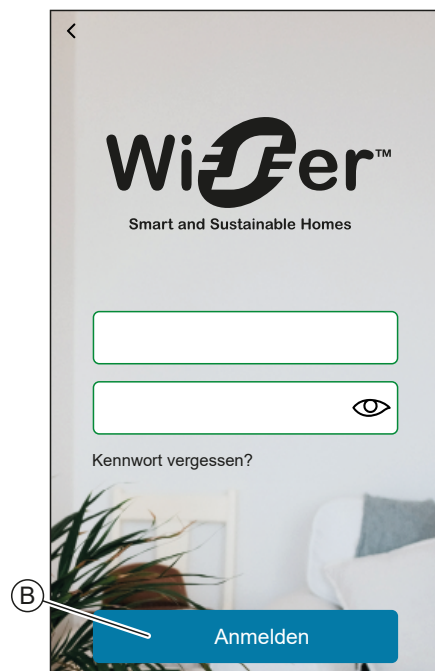 Wiser™
Smart and Sustainable Homes
Kennwort vergessen?
B
Anmelden